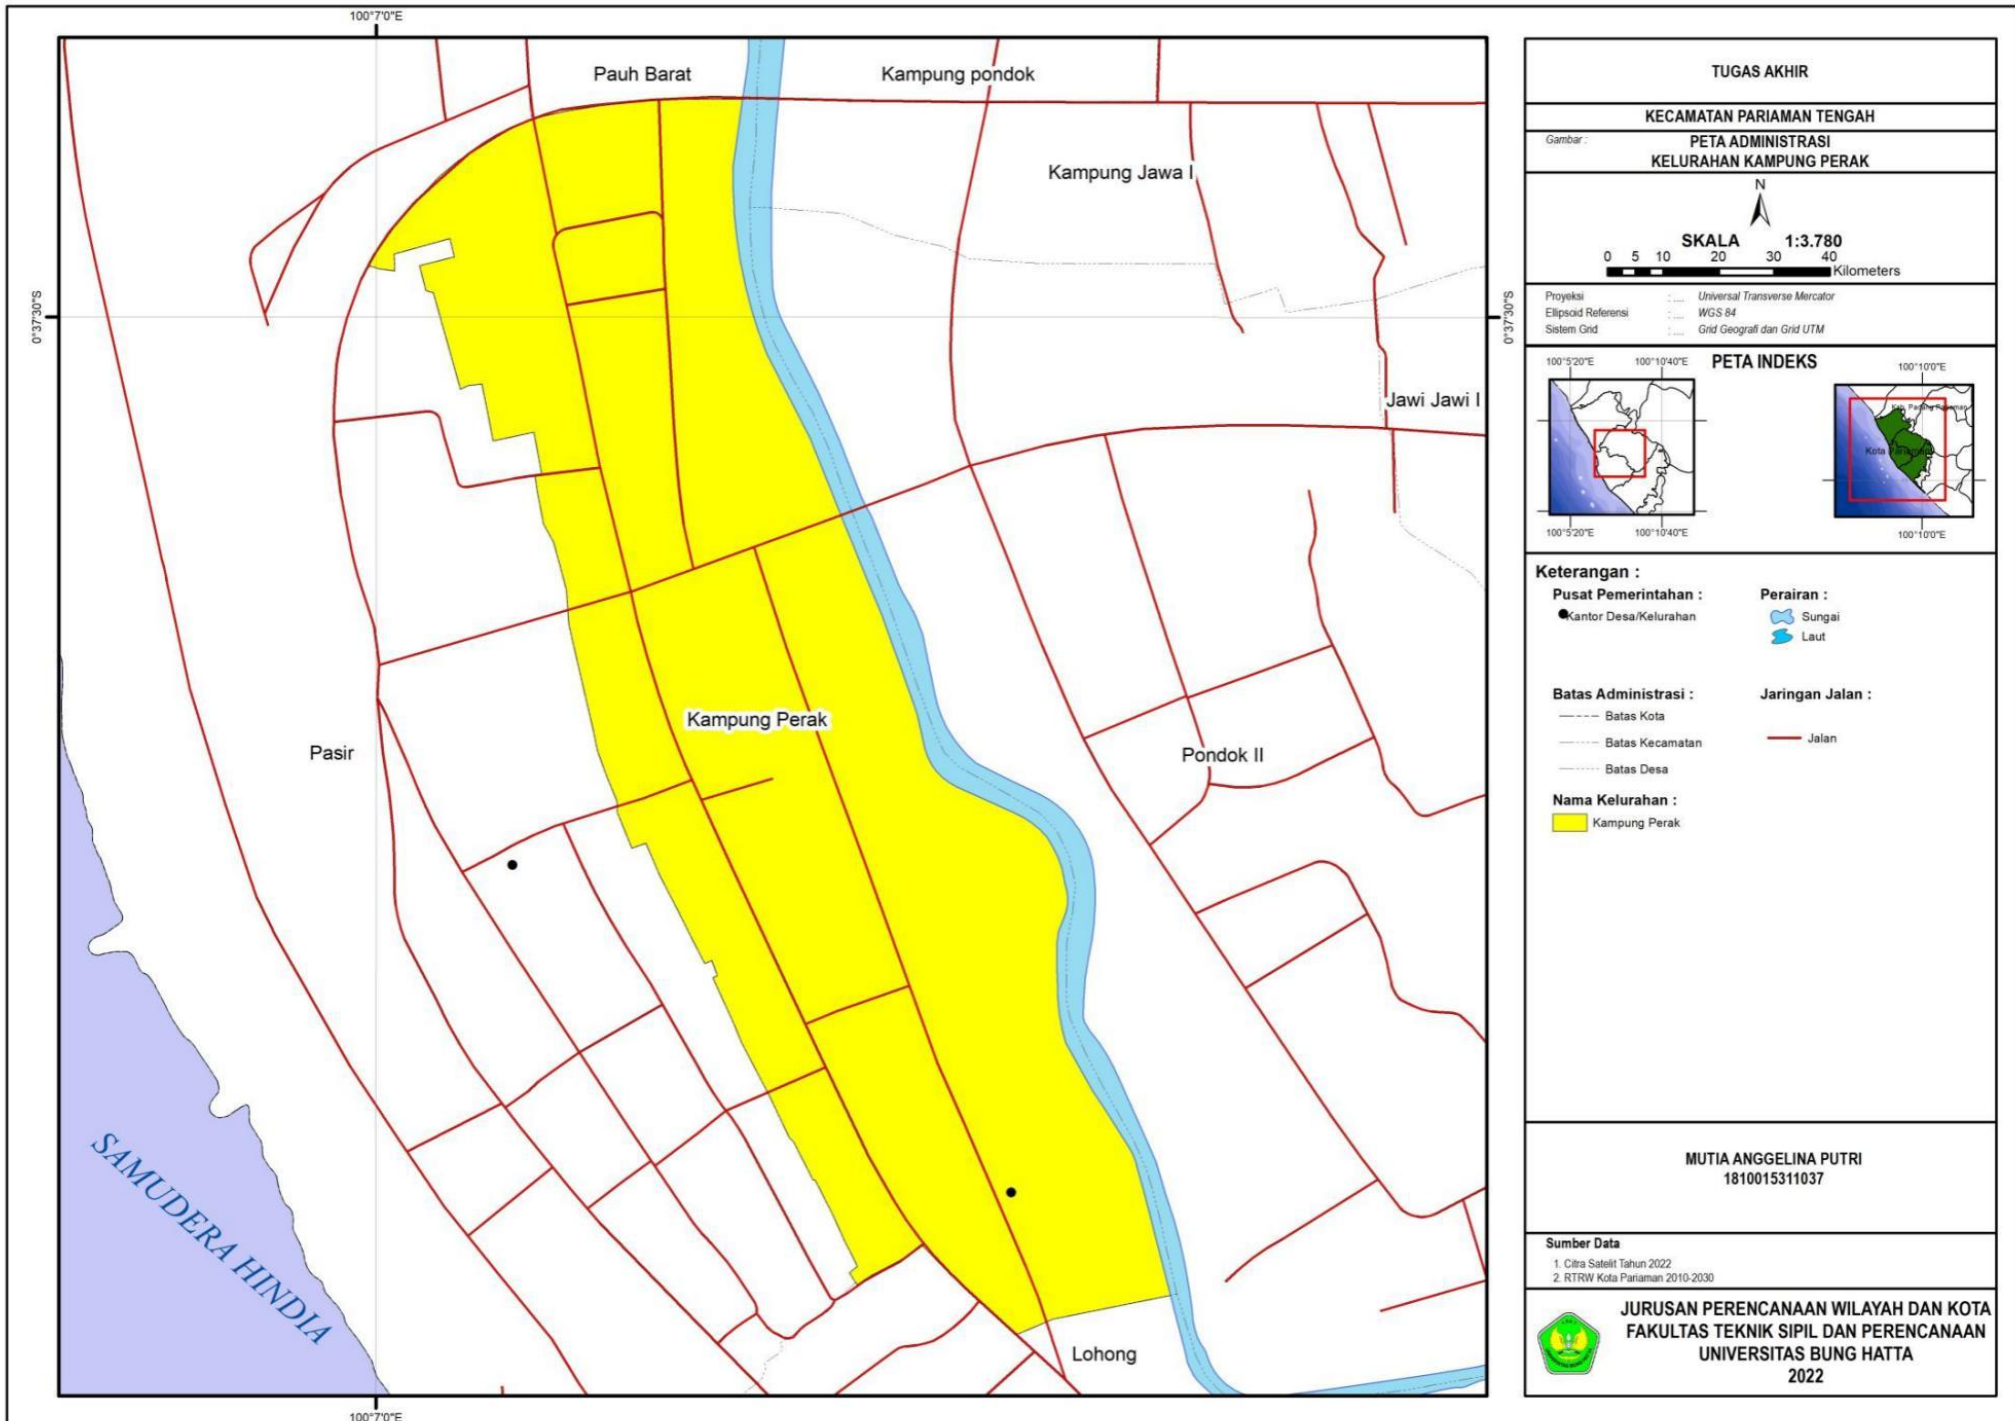 100°7'0"E
Pauh Barat
Kampung pondok
Kampung Jawa I
0°37'30"S
0°37'30"S
Jawi Jawi I
Kampung Perak
Pasir
Pondok II
SAMUDERA HINDIA
Lohong
100°7'0"E
TUGAS AKHIR
KECAMATAN PARIAMAN TENGAH
Gambar :
PETA ADMINISTRASI
KELURAHAN KAMPUNG PERAK
N
SKALA 1:3.780
0 5 10 20 30 40
Kilometers
Proyeksi : .... Universal Transverse Mercator
Ellipsoid Referensi : .... WGS 84
Sistem Grid : .... Grid Geografi dan Grid UTM
PETA INDEKS
100°5'20"E 100°10'40"E
100°10'0"E
Kab. Padang Pariaman
Kota Pariaman
100°5'20"E 100°10'40"E
100°10'0"E
Keterangan :
Pusat Pemerintahan :
Kantor Desa/Kelurahan
Perairan :
Sungai
Laut
Batas Administrasi :
Batas Kota
Batas Kecamatan
Batas Desa
Jaringan Jalan :
Jalan
Nama Kelurahan :
Kampung Perak
MUTIA ANGGELINA PUTRI
1810015311037
Sumber Data
1. Citra Satelit Tahun 2022
2. RTRW Kota Pariaman 2010-2030
JURUSAN PERENCANAAN WILAYAH DAN KOTA
FAKULTAS TEKNIK SIPIL DAN PERENCANAAN
UNIVERSITAS BUNG HATTA
2022